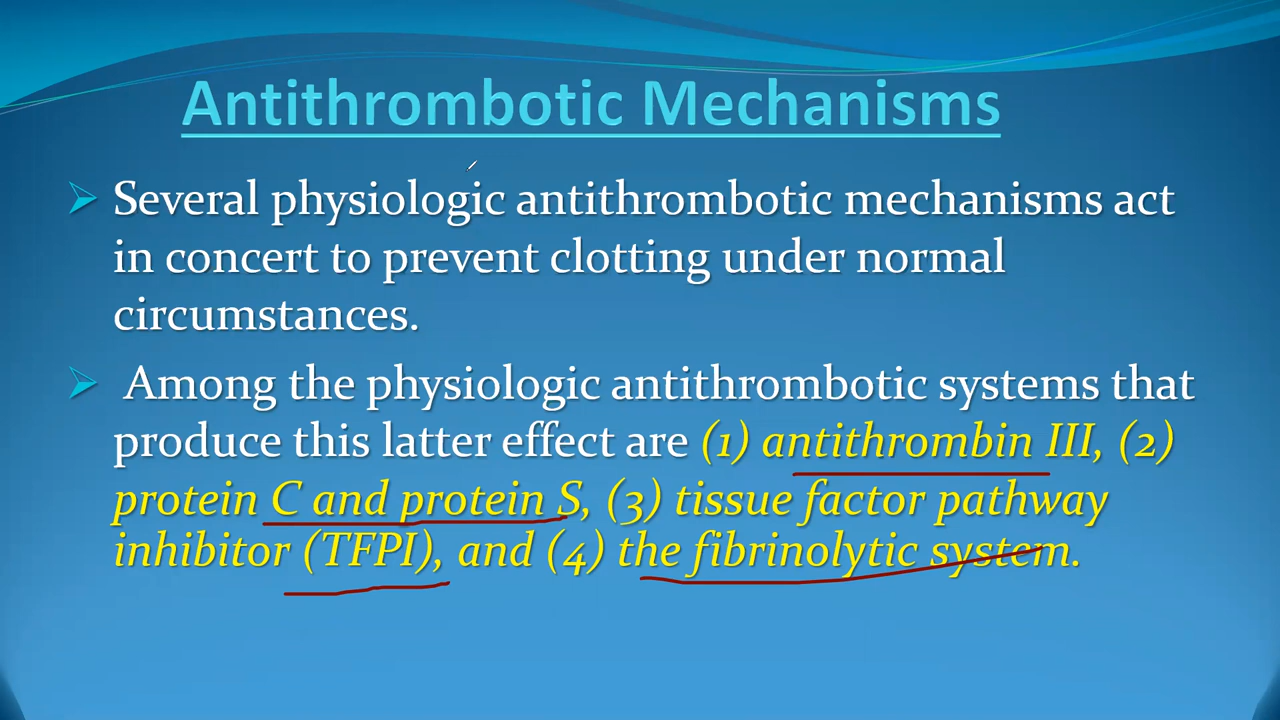 Antithrombotic Mechanisms
Several physiologic antithrombotic mechanisms act
in concert to prevent clotting under normal
circumstances.
Among the physiologic antithrombotic systems that
produce this latter effect are (1) antithrombin III, (2)
protein C and protein S, (3) tissue factor pathway
inhibitor (TFPI), and (4) the fibrinolytic system.